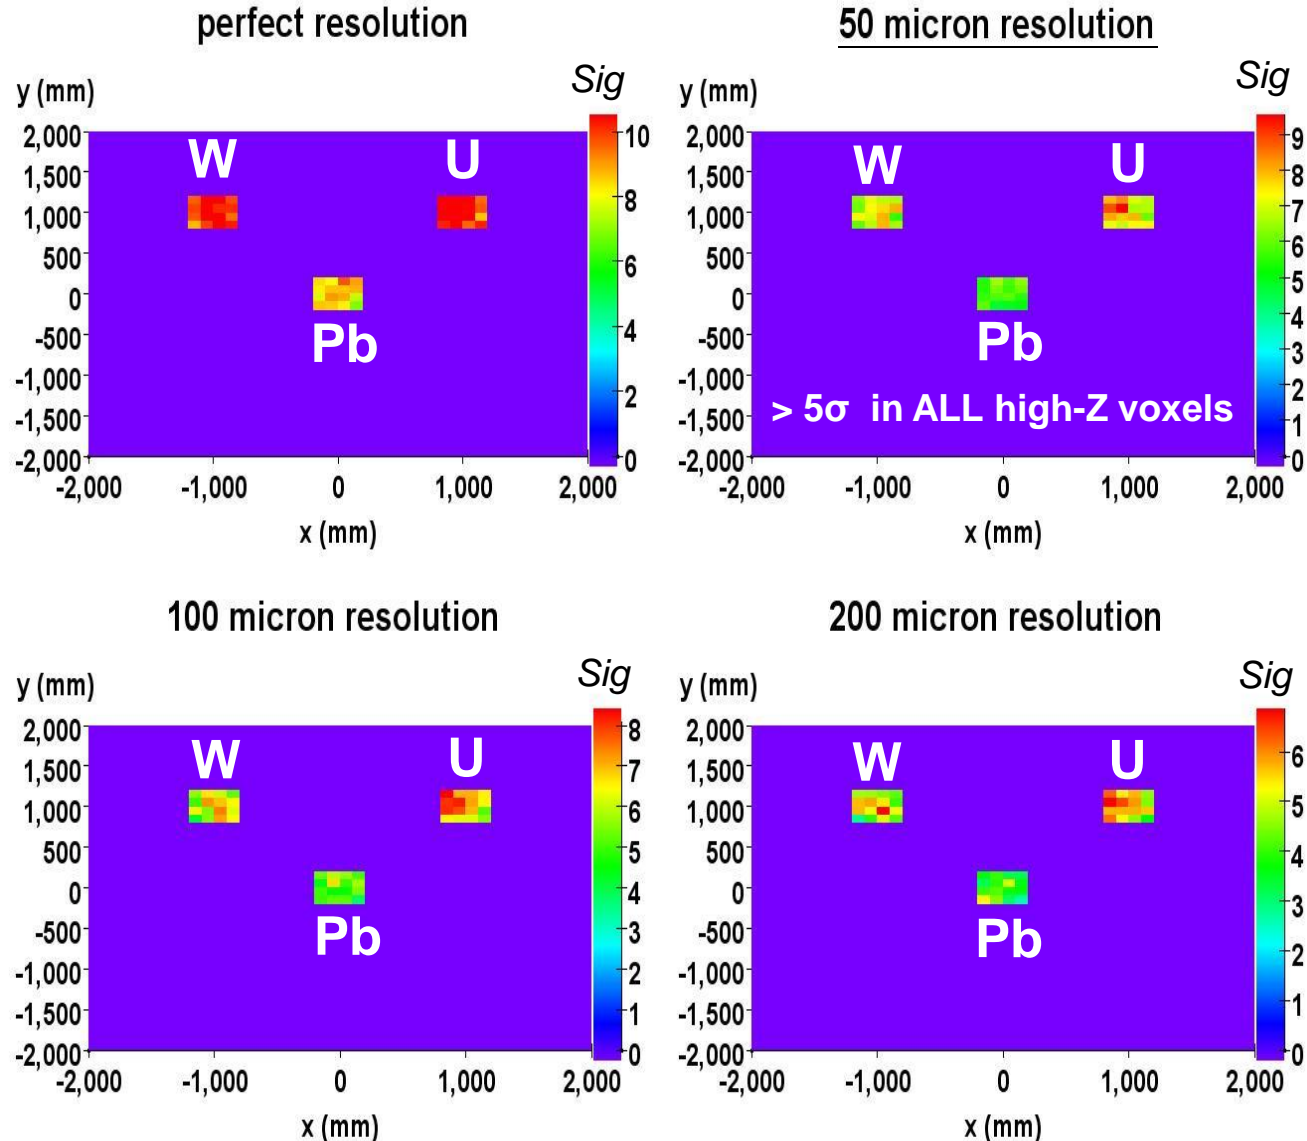 perfect resolution
Sig
y (mm)
2,000
1,500
1,000
500
0
-500
-1,000
-1,500
-2,000
W
U
Pb
10
8
6
4
2
0
-2,000 -1,000 0 1,000 2,000
x (mm)
50 micron resolution
Sig
y (mm)
2,000
1,500
1,000
500
0
-500
-1,000
-1,500
-2,000
W
U
Pb
> 5σ in ALL high-Z voxels
9
8
7
6
5
4
3
2
1
0
-2,000 -1,000 0 1,000 2,000
x (mm)
100 micron resolution
Sig
y (mm)
2,000
1,500
1,000
500
0
-500
-1,000
-1,500
-2,000
W
U
Pb
8
7
6
5
4
3
2
1
0
-2,000 -1,000 0 1,000 2,000
x (mm)
200 micron resolution
Sig
y (mm)
2,000
1,500
1,000
500
0
-500
-1,000
-1,500
-2,000
W
U
Pb
6
5
4
3
2
1
0
-2,000 -1,000 0 1,000 2,000
x (mm)